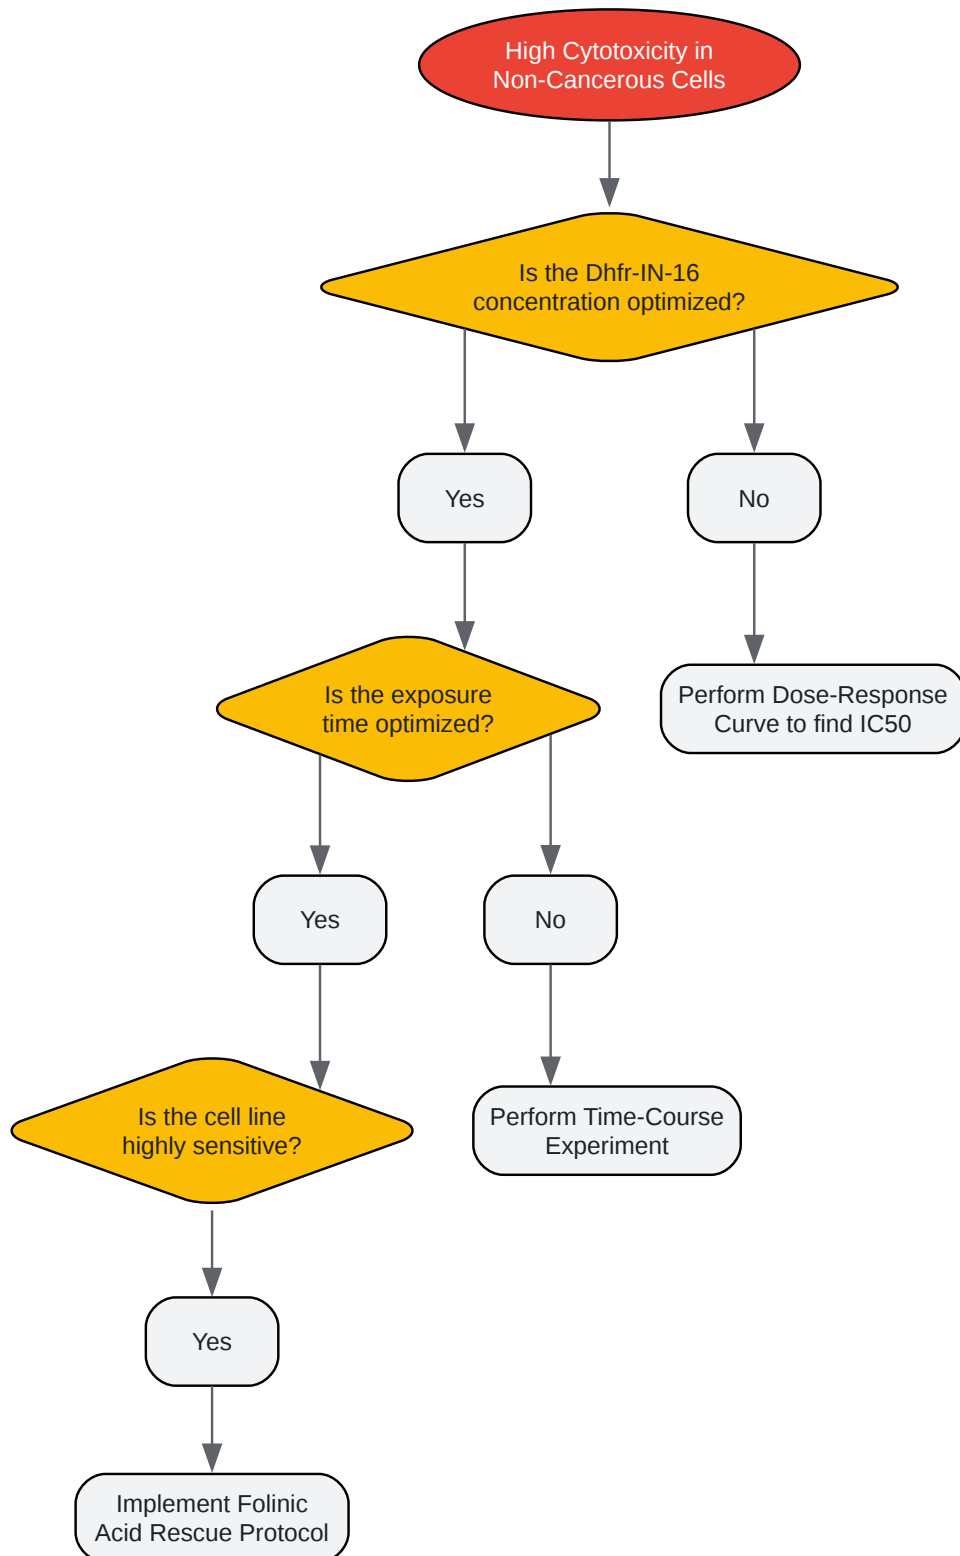 High Cytotoxicity in
Non-Cancerous Cells
Is the Dhfr-IN-16
concentration optimized?
Yes
No
Is the exposure
time optimized?
Perform Dose-Response
Curve to find IC50
Yes
No
Is the cell line
highly sensitive?
Perform Time-Course
Experiment
Yes
Implement Folinic
Acid Rescue Protocol